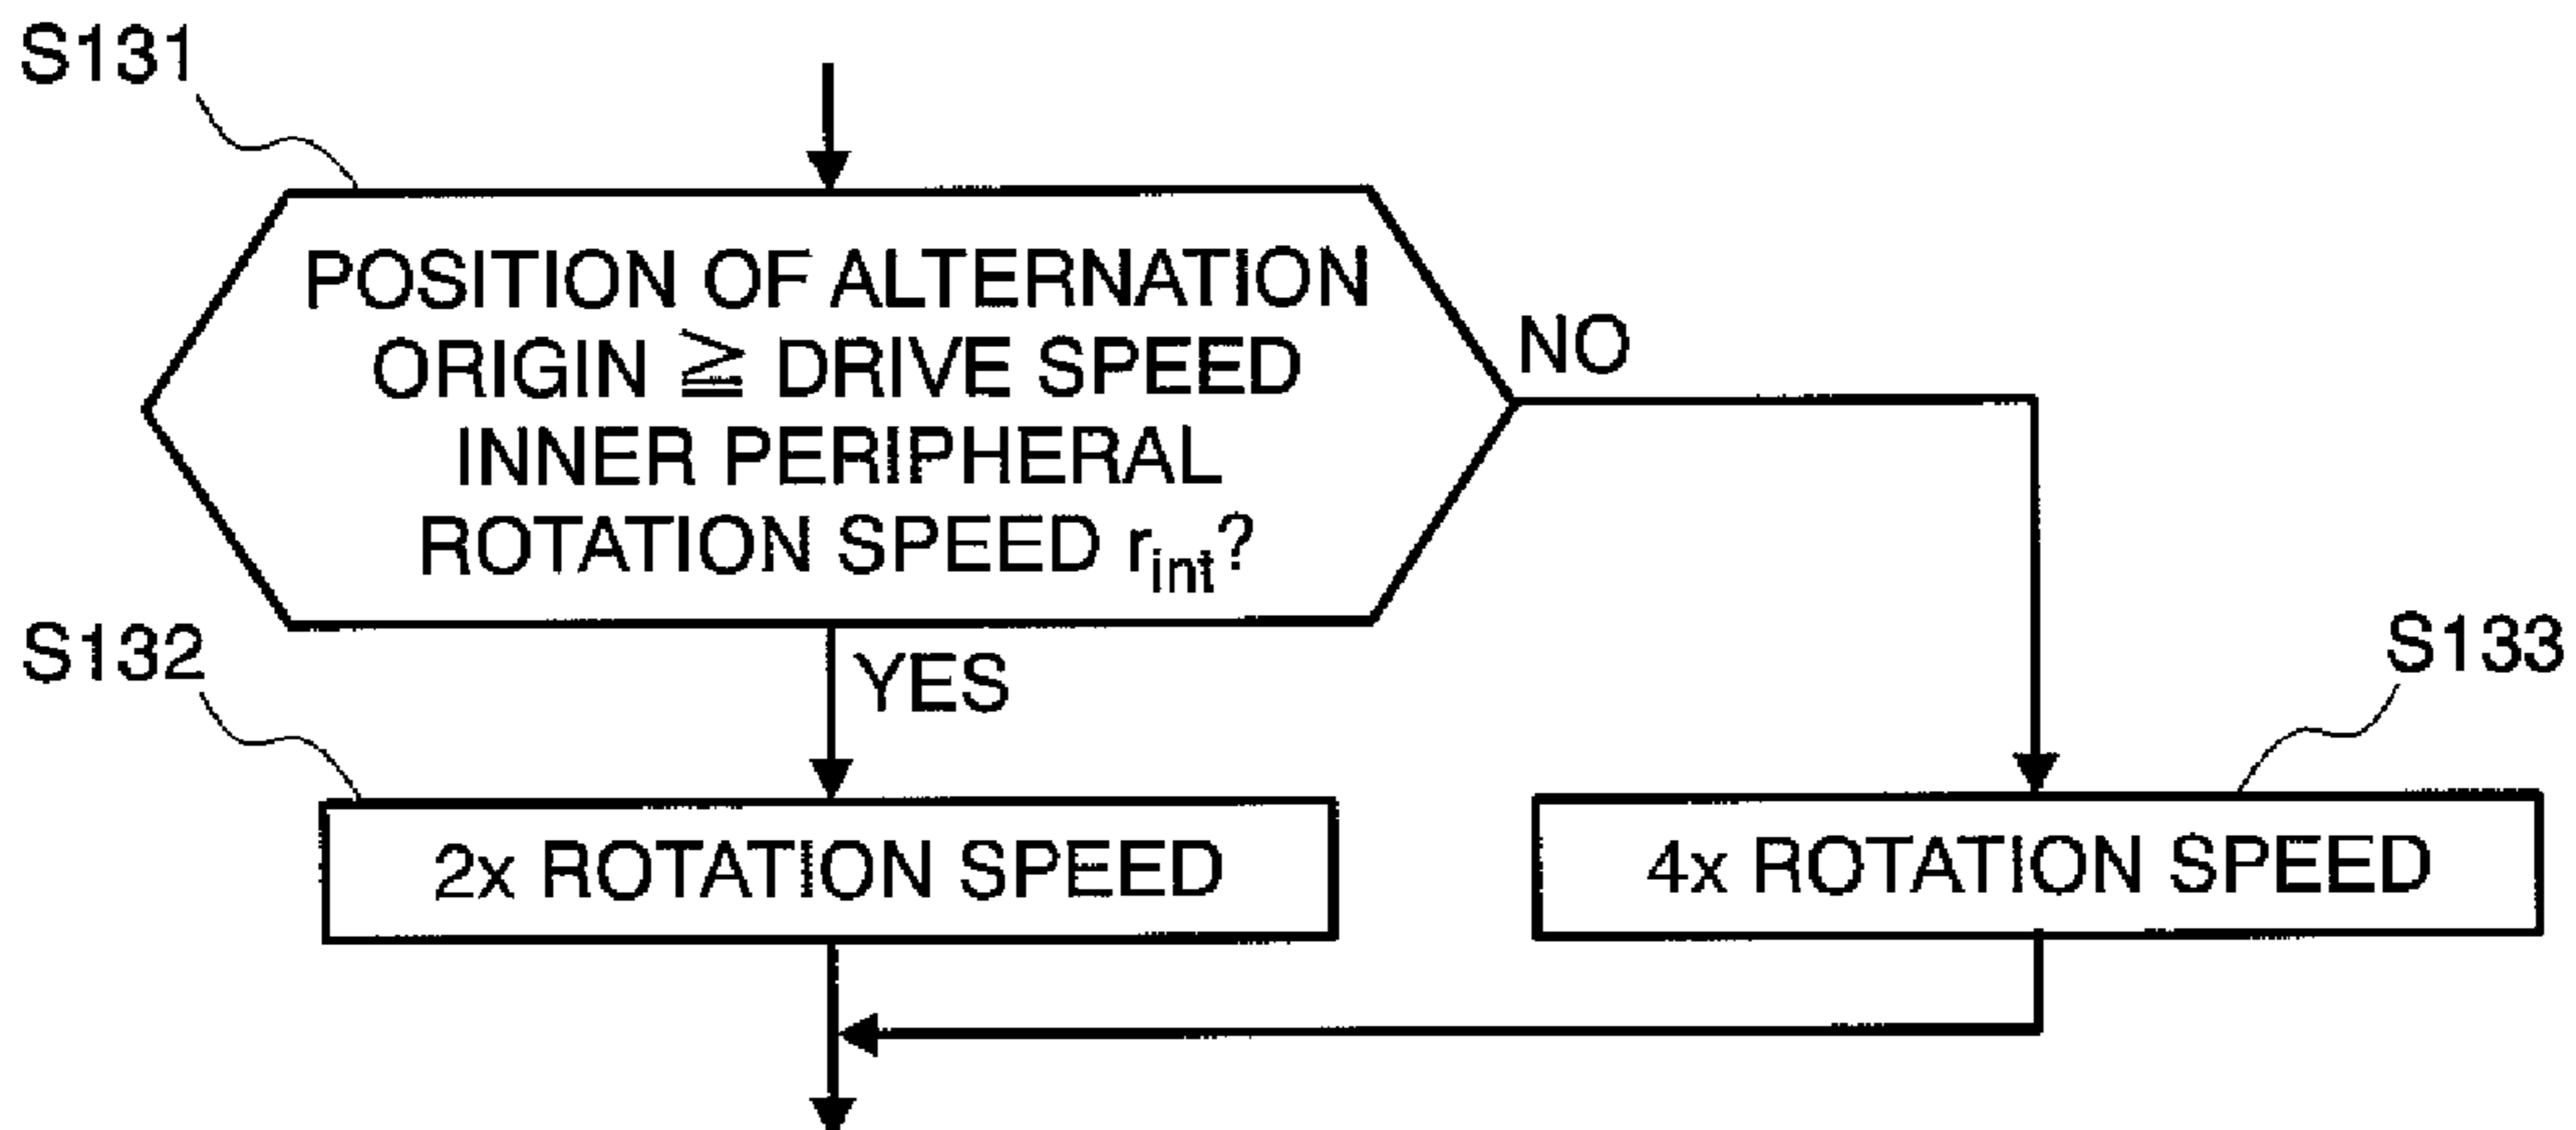 S131
POSITION OF ALTERNATION
ORIGIN ≧ DRIVE SPEED
INNER PERIPHERAL
ROTATION SPEED rint?
NO
YES
S132
S133
2x ROTATION SPEED
4x ROTATION SPEED